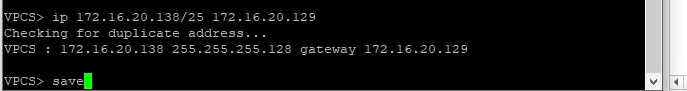 VPCS> ip 172.16.20.138/25 172.16.20.129
Checking for duplicate address...
VPCS : 172.16.20.138 255.255.255.128 gateway 172.16.20.129
VPCS> save